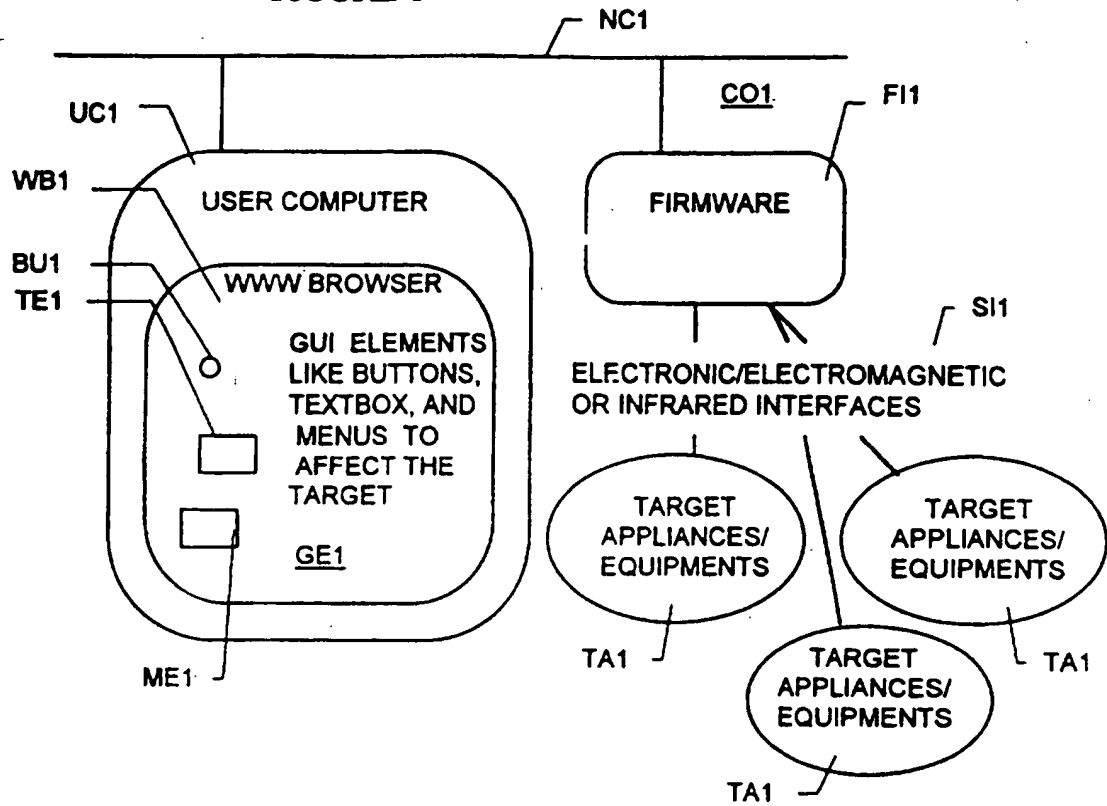 NC1
CO1
FI1
UC1
WB1
USER COMPUTER
FIRMWARE
BU1
TE1
WWW BROWSER
GUI ELEMENTS
LIKE BUTTONS,
TEXTBOX, AND
MENUS TO
AFFECT THE
TARGET
GE1
ME1
SI1
ELECTRONIC/ELECTROMAGNETIC
OR INFRARED INTERFACES
TARGET
APPLIANCES/
EQUIPMENTS
TARGET
APPLIANCES/
EQUIPMENTS
TARGET
APPLIANCES/
EQUIPMENTS
TA1
TA1
TA1